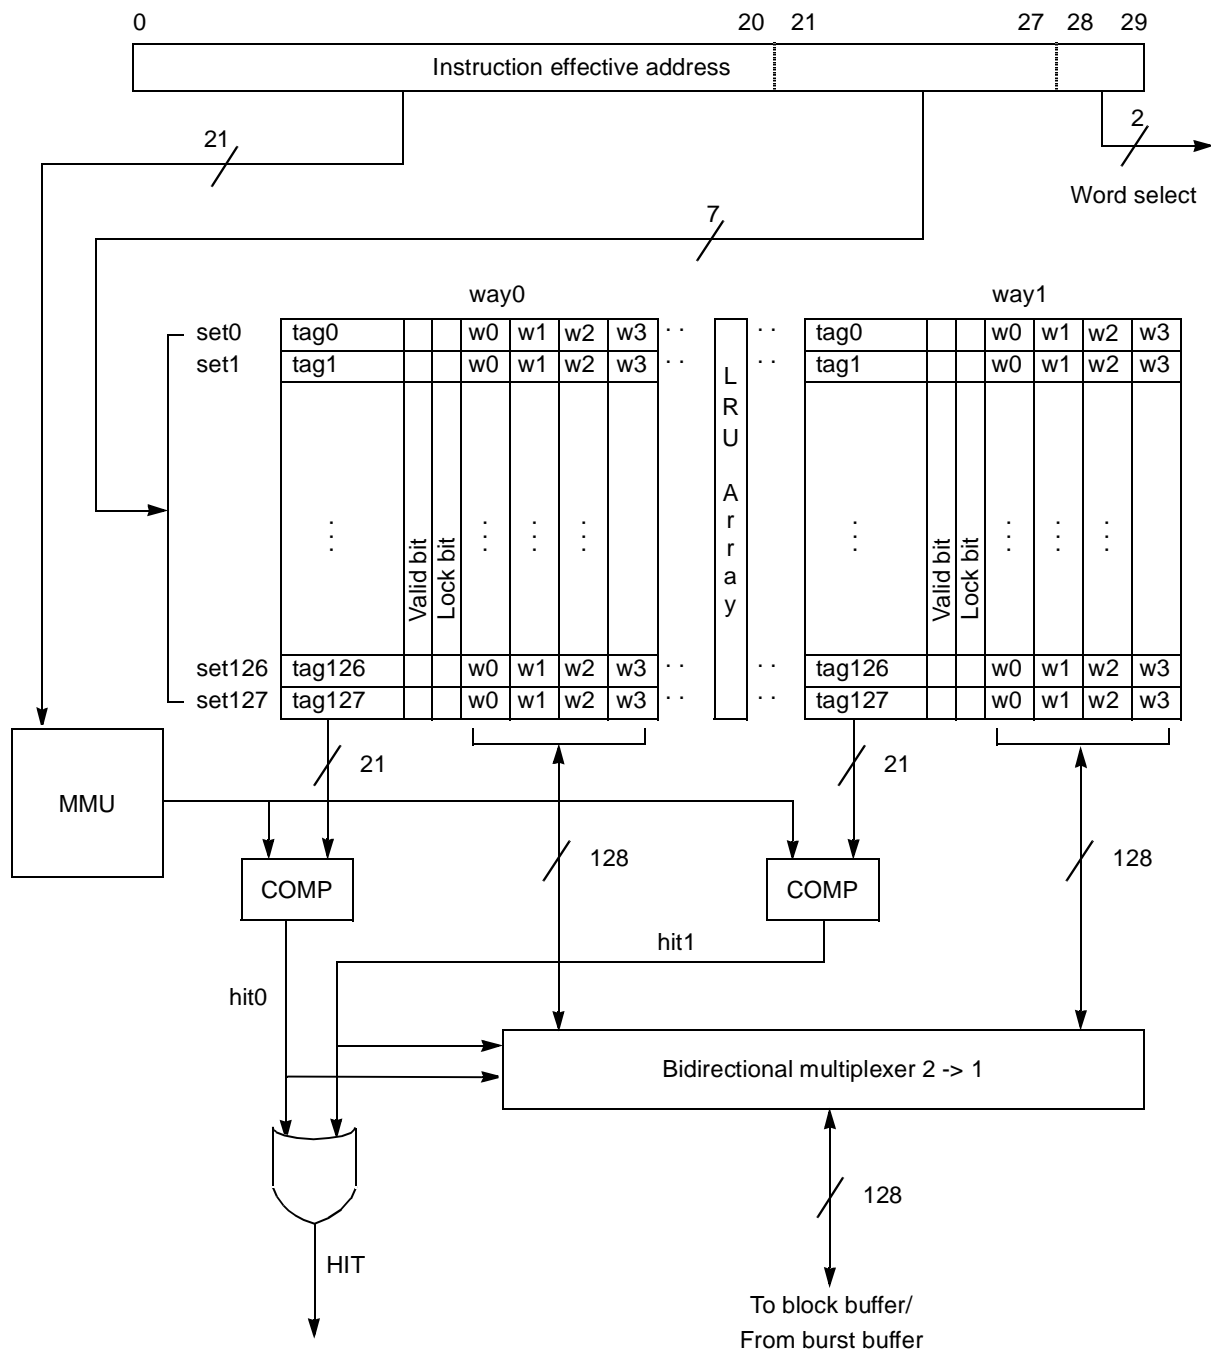 0 20 21 27 28 29
Instruction effective address
21
2
Word select
7
way0 way1
set0 tag0 w0 w1 w2 w3 . . . . tag0 w0 w1 w2 w3
set1 tag1 w0 w1 w2 w3 . . . . tag1 w0 w1 w2 w3
LRU Array
Valid bit
Lock bit
Valid bit
Lock bit
set126 tag126 w0 w1 w2 w3 . . . . tag126 w0 w1 w2 w3
set127 tag127 w0 w1 w2 w3 . . . . tag127 w0 w1 w2 w3
21 21
MMU
128 128
COMP COMP
hit1
hit0
Bidirectional multiplexer 2 -> 1
128
HIT
To block buffer/
From burst buffer